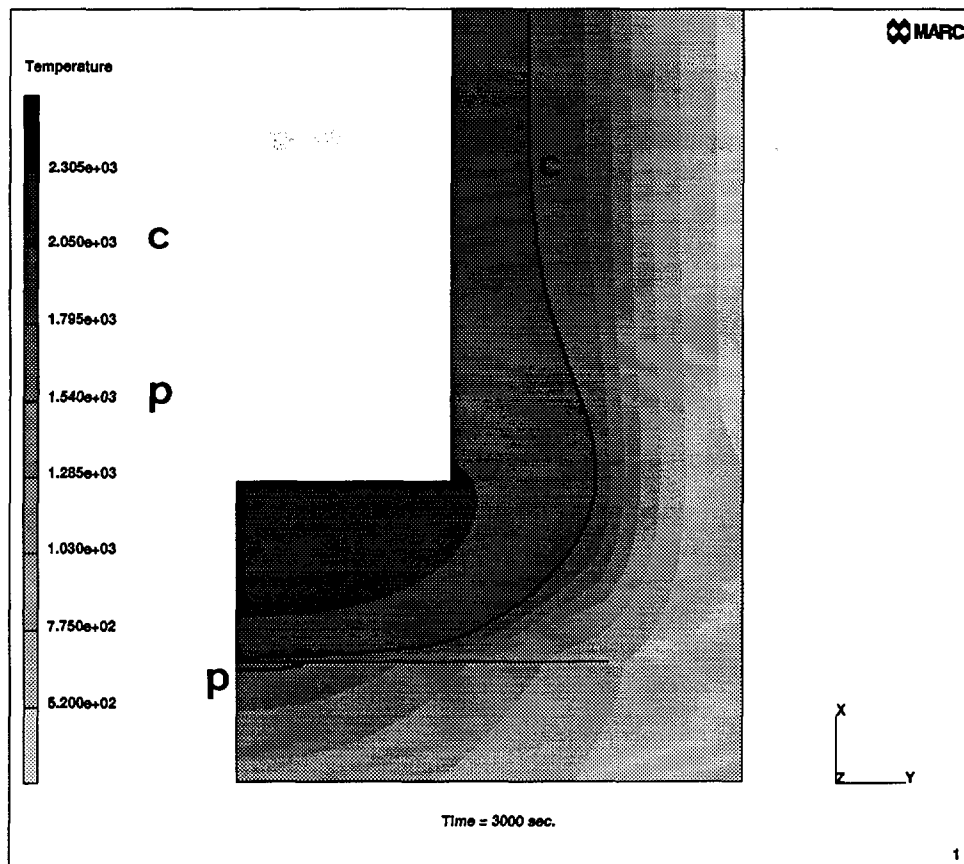 MARC
Temperature
2.305e+03
2.050e+03
c
1.795e+03
1.540e+03
p
1.285e+03
1.030e+03
7.750e+02
5.200e+02
c
p
X
Z Y
Time = 3000 sec.
1